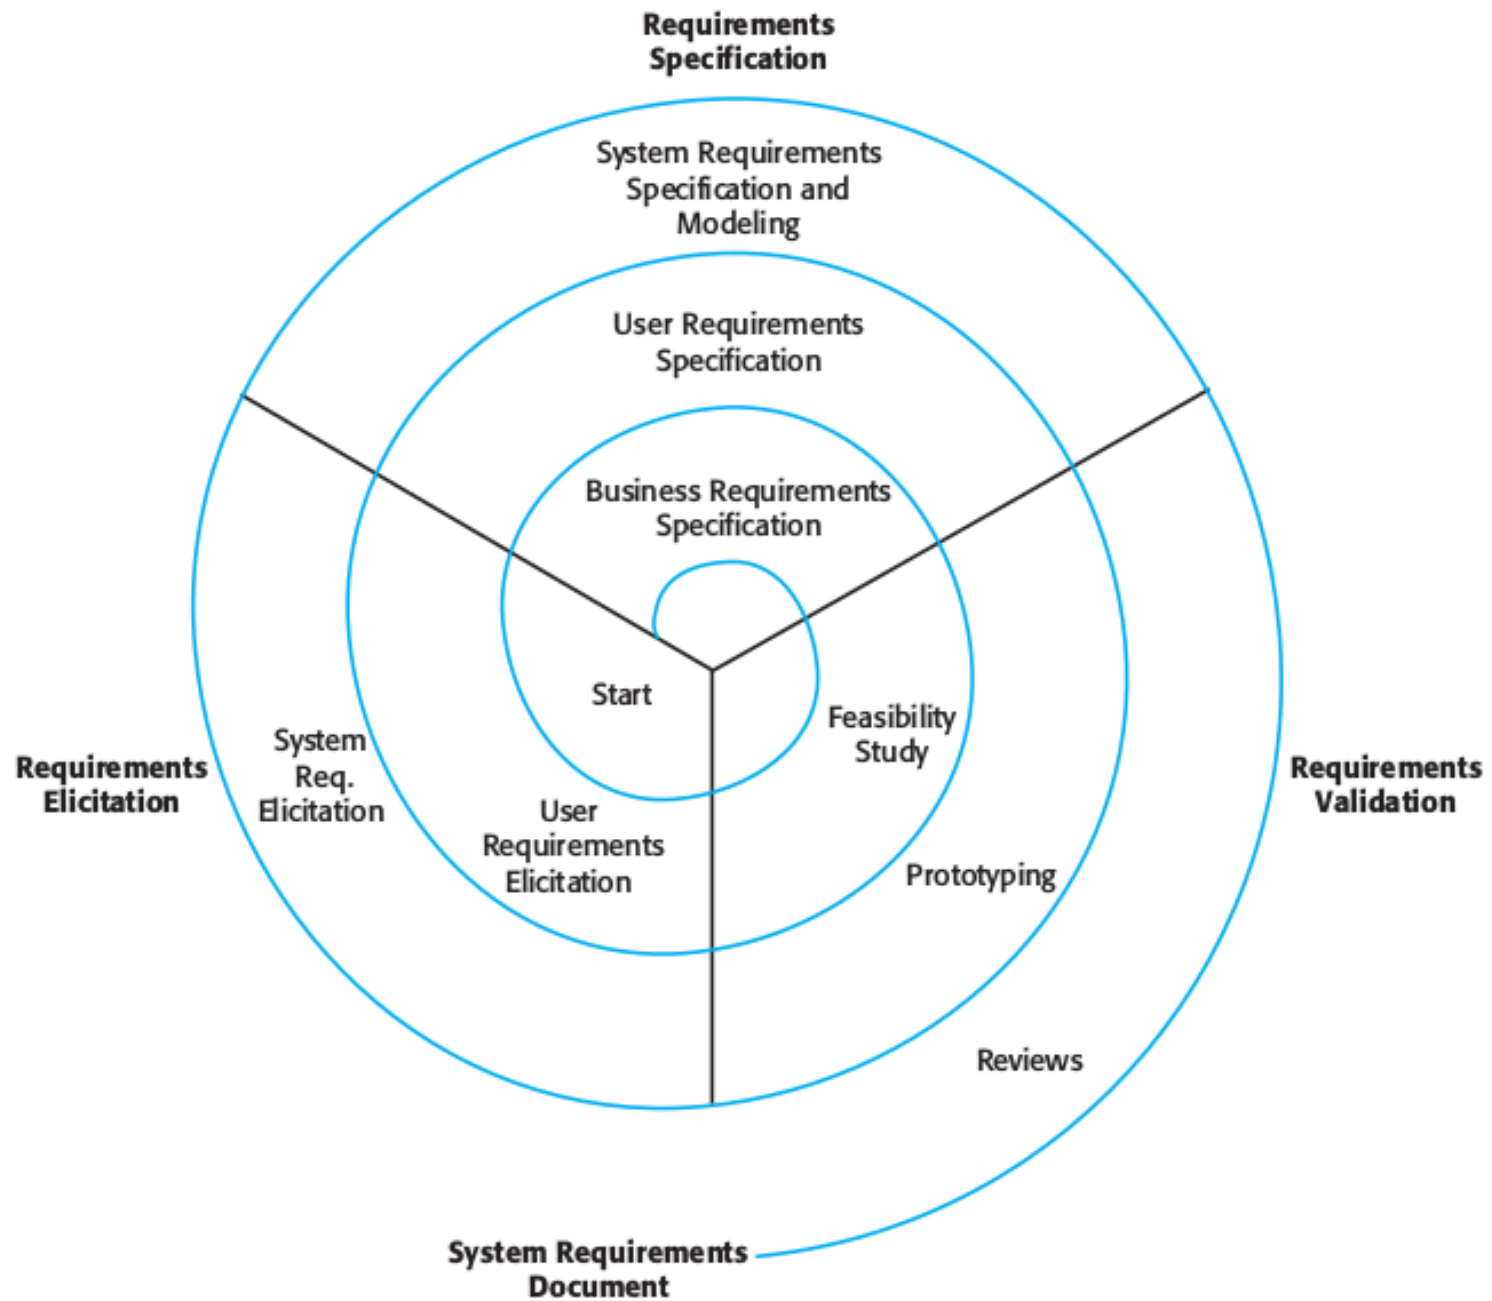 Requirements
Specification
System Requirements
Specification and
Modeling
User Requirements
Specification
Business Requirements
Specification
Start
Feasibility
Study
System
Req.
Elicitation
Requirements
Elicitation
User
Requirements
Elicitation
Requirements
Validation
Prototyping
Reviews
System Requirements
Document